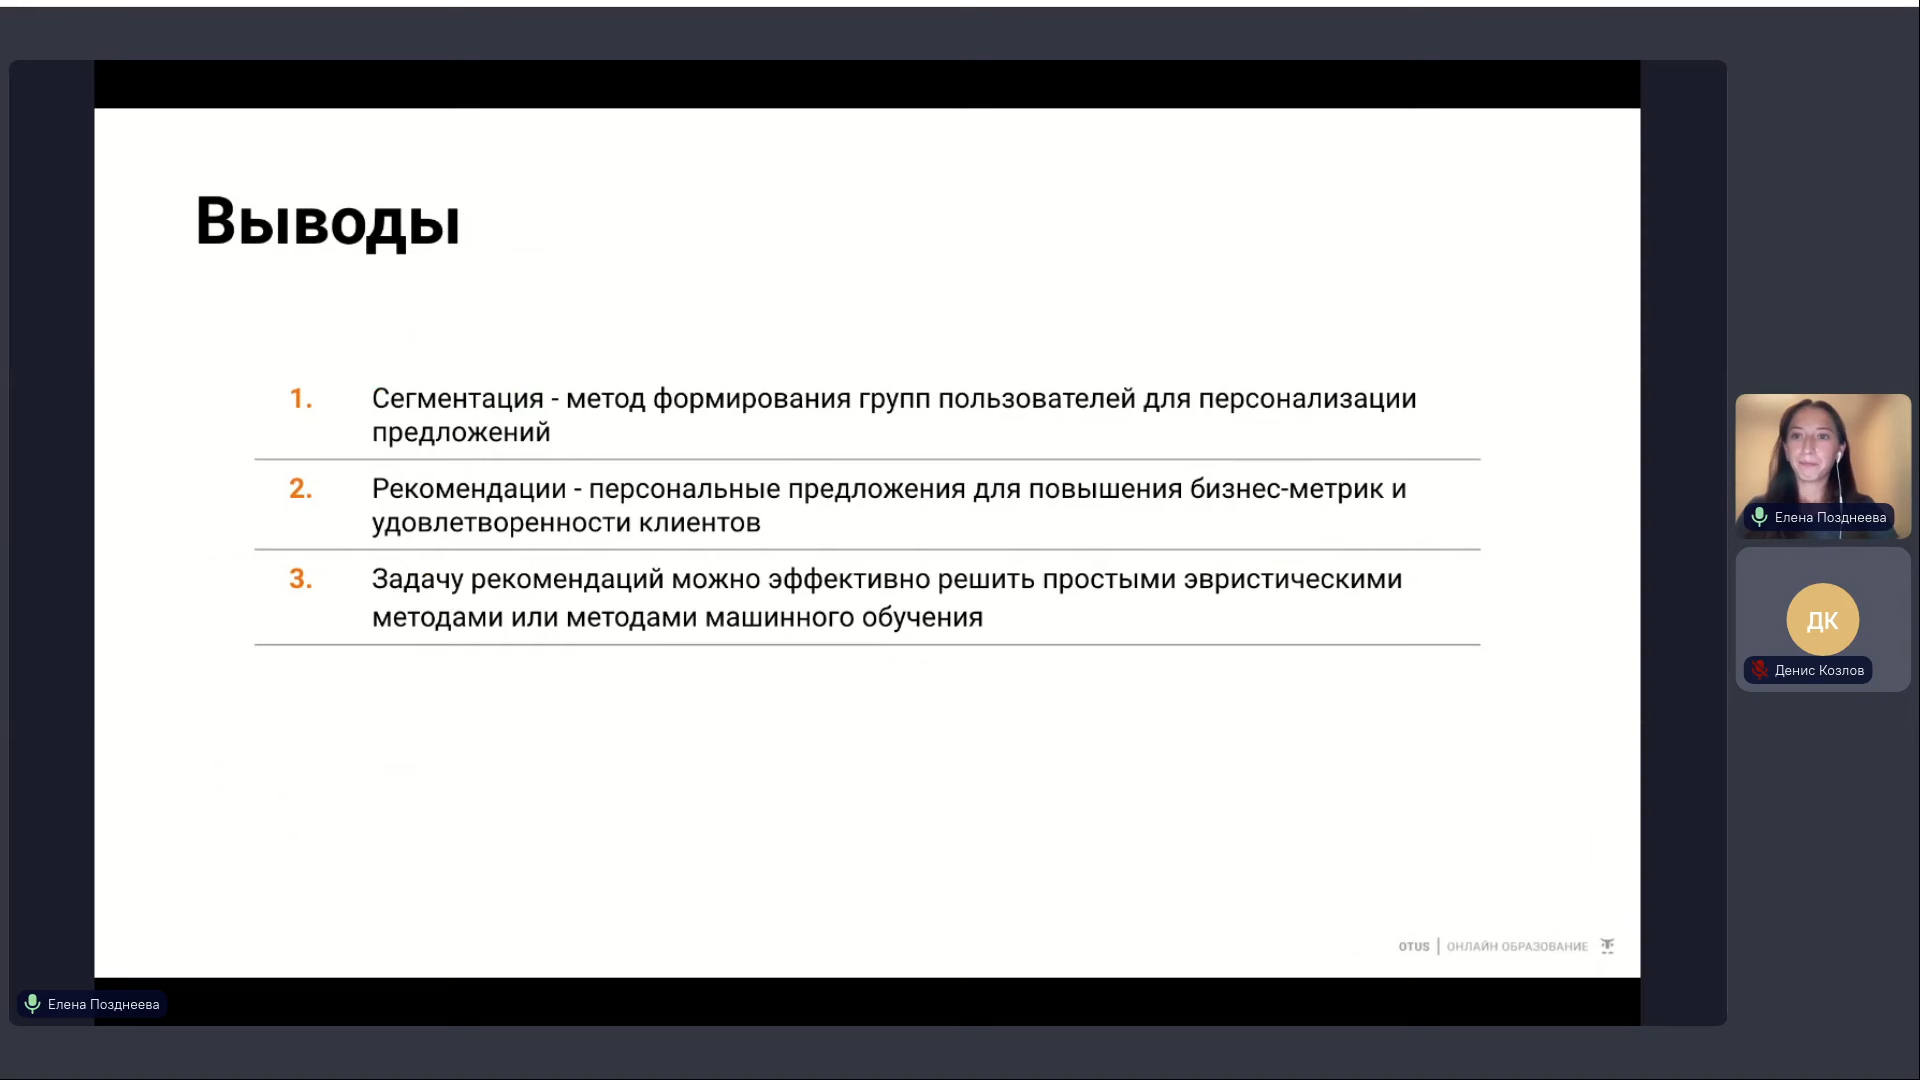 Выводы
1. Сегментация - метод формирования групп пользователей для персонализации
предложений
2. Рекомендации - персональные предложения для повышения бизнес-метрик и
удовлетворенности клиентов
3. Задачу рекомендаций можно эффективно решить простыми эвристическими
методами или методами машинного обучения
OTUS | ОНЛАЙН ОБРАЗОВАНИЕ
Елена Позднеева
Елена Позднеева
ДК
Денис Козлов